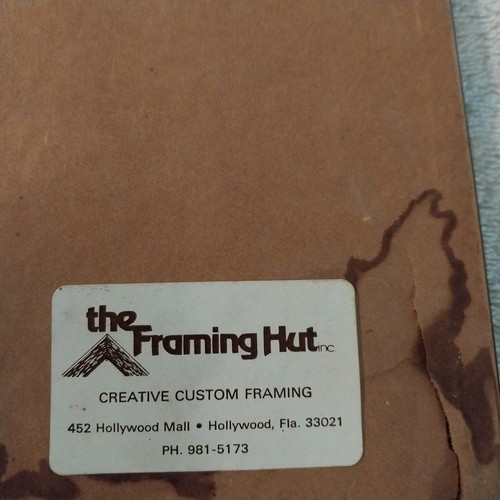 the
Framing Hut inc
CREATIVE CUSTOM FRAMING
452 Hollywood Mall • Hollywood, Fla. 33021
PH. 981-5173